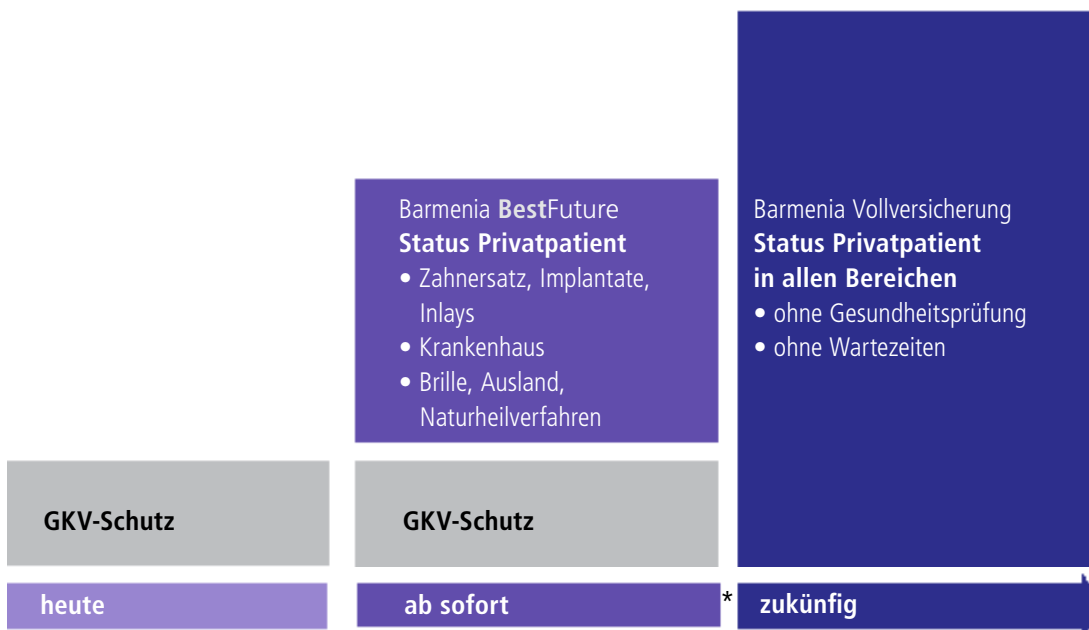 Barmenia BestFuture
Status Privatpatient
• Zahnersatz, Implantate,
Inlays
• Krankenhaus
• Brille, Ausland,
Naturheilverfahren
Barmenia Vollversicherung
Status Privatpatient
in allen Bereichen
• ohne Gesundheitsprüfung
• ohne Wartezeiten
GKV-Schutz
GKV-Schutz
heute
ab sofort
*
zukünfig